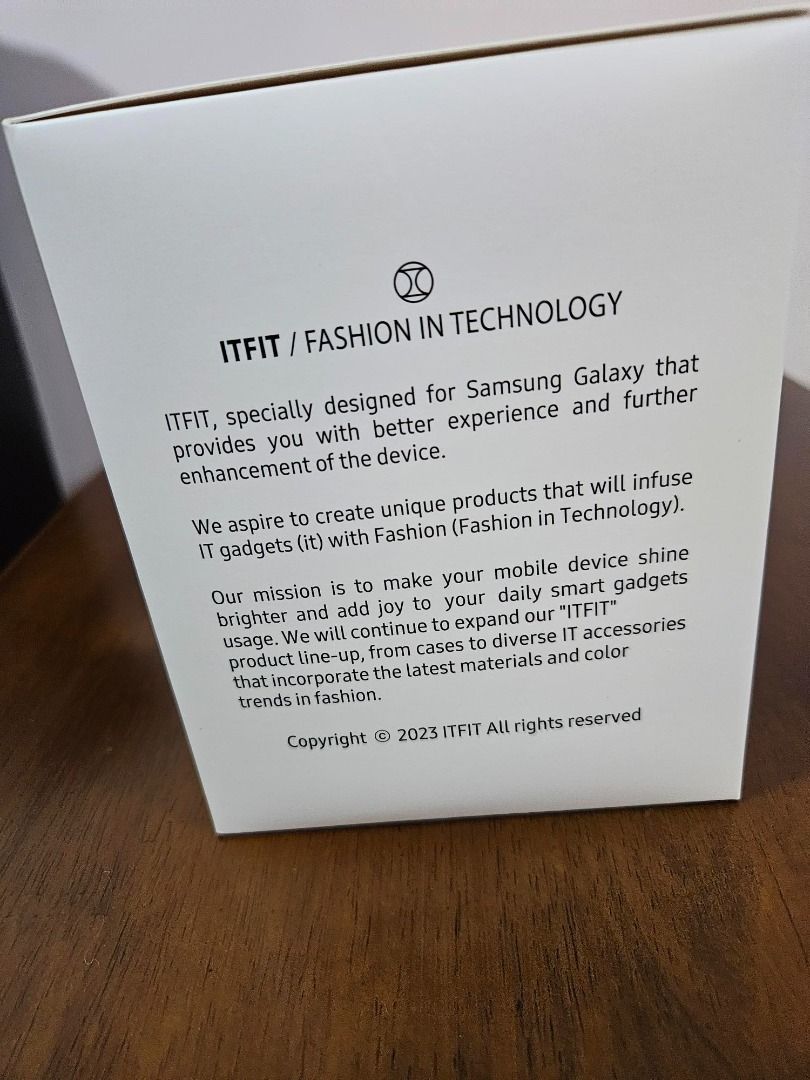 ITFIT / FASHION IN TECHNOLOGY
ITFIT, specially designed for Samsung Galaxy that
provides you with better experience and further
enhancement of the device.
We aspire to create unique products that will infuse
IT gadgets (it) with Fashion (Fashion in Technology).
Our mission is to make your mobile device shine
brighter and add joy to your daily smart gadgets
usage. We will continue to expand our "ITFIT"
product line-up, from cases to diverse IT accessories
that incorporate the latest materials and color
trends in fashion.
Copyright © 2023 ITFIT All rights reserved